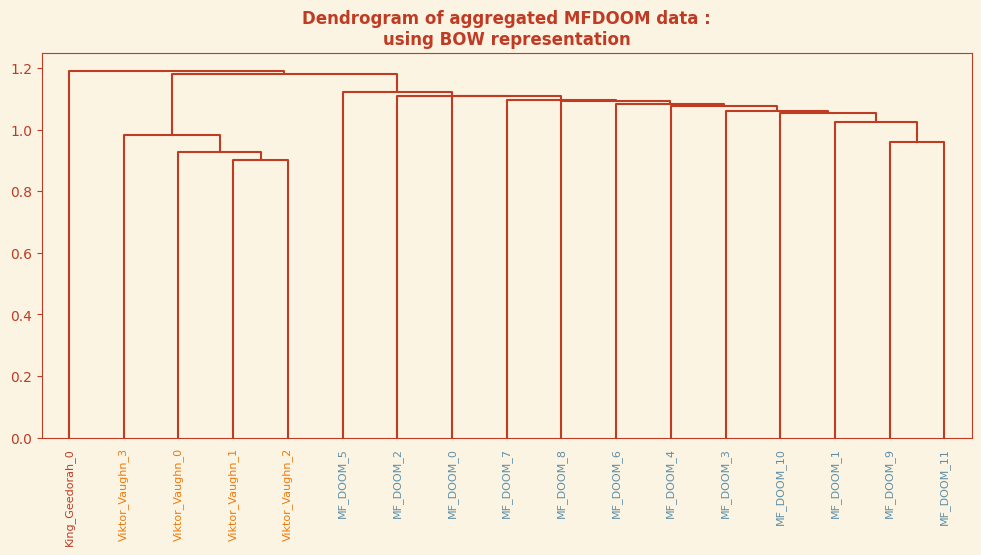 Dendrogram of aggregated MFDOOM data :
using BOW representation
1.2
1.0
0.8
0.6
0.4
0.2
0.0
King_Geedorah_0
Viktor_Vaughn_3
Viktor_Vaughn_0
Viktor_Vaughn_1
Viktor_Vaughn_2
MF_DOOM_5
MF_DOOM_2
MF_DOOM_0
MF_DOOM_7
MF_DOOM_8
MF_DOOM_6
MF_DOOM_4
MF_DOOM_3
MF_DOOM_10
MF_DOOM_1
MF_DOOM_9
MF_DOOM_11